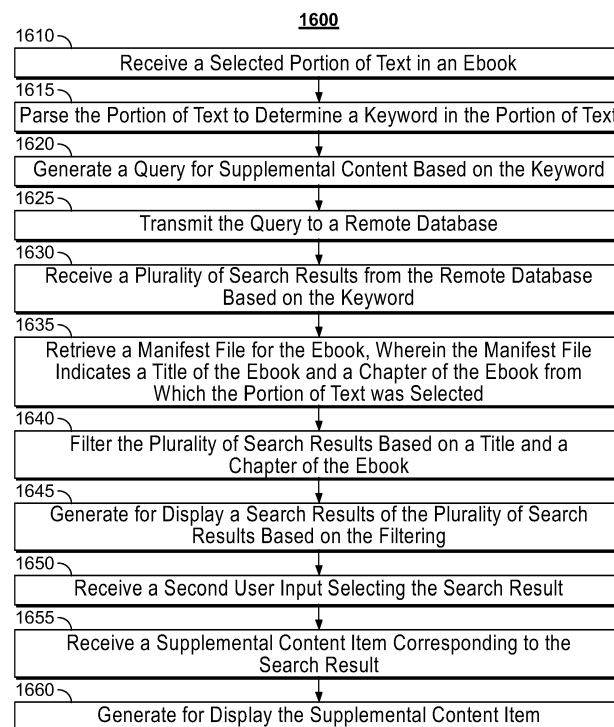 1600
1610
Receive a Selected Portion of Text in an Ebook
1615
Parse the Portion of Text to Determine a Keyword in the Portion of Text
1620
Generate a Query for Supplemental Content Based on the Keyword
1625
Transmit the Query to a Remote Database
1630
Receive a Plurality of Search Results from the Remote Database
Based on the Keyword
1635
Retrieve a Manifest File for the Ebook, Wherein the Manifest File
Indicates a Title of the Ebook and a Chapter of the Ebook from
Which the Portion of Text was Selected
1640
Filter the Plurality of Search Results Based on a Title and a
Chapter of the Ebook
1645
Generate for Display a Search Results of the Plurality of Search
Results Based on the Filtering
1650
Receive a Second User Input Selecting the Search Result
1655
Receive a Supplemental Content Item Corresponding to the
Search Result
1660
Generate for Display the Supplemental Content Item